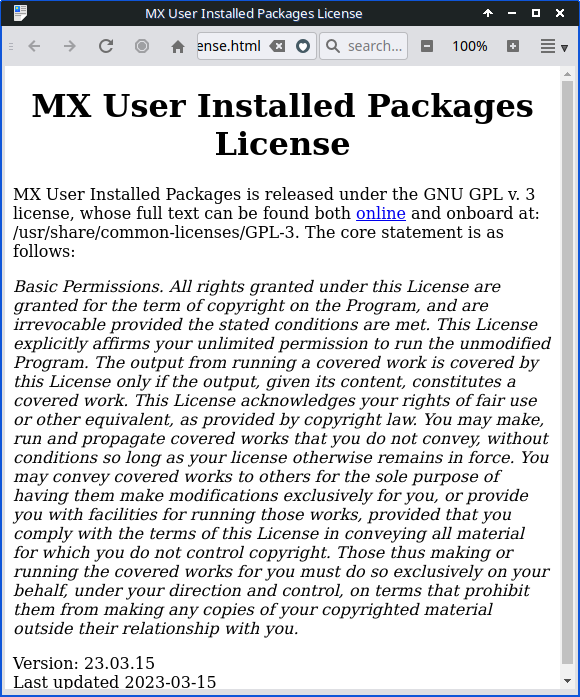 MX User Installed Packages License
ense.html
search...
100%
MX User Installed Packages
License
MX User Installed Packages is released under the GNU GPL v. 3
license, whose full text can be found both online and onboard at:
/usr/share/common-licenses/GPL-3. The core statement is as
follows:
Basic Permissions. All rights granted under this License are
granted for the term of copyright on the Program, and are
irrevocable provided the stated conditions are met. This License
explicitly affirms your unlimited permission to run the unmodified
Program. The output from running a covered work is covered by
this License only if the output, given its content, constitutes a
covered work. This License acknowledges your rights of fair use
or other equivalent, as provided by copyright law. You may make,
run and propagate covered works that you do not convey, without
conditions so long as your license otherwise remains in force. You
may convey covered works to others for the sole purpose of
having them make modifications exclusively for you, or provide
you with facilities for running those works, provided that you
comply with the terms of this License in conveying all material
for which you do not control copyright. Those thus making or
running the covered works for you must do so exclusively on your
behalf, under your direction and control, on terms that prohibit
them from making any copies of your copyrighted material
outside their relationship with you.
Version: 23.03.15
Last updated 2023-03-15